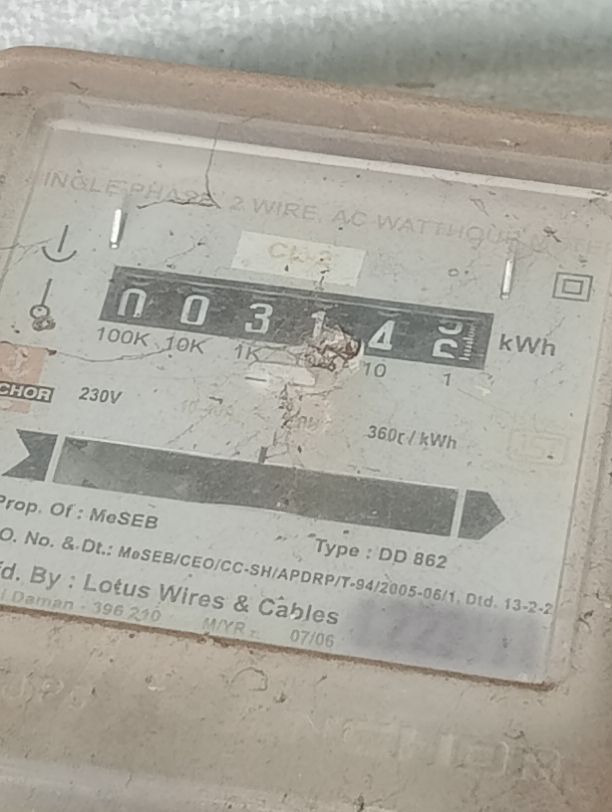 INGLE PHASE, 2 WIRE, AC WATTHOUR METE
0 0 3 1 4 kWh
100K 10K 1K 10 1
CHOR 230V 360r / kWh
Prop. Of : MeSEB
Type : DD 862
O. No. & Dt.: MeSEB/CEO/CC-SH/APDRP/T-94/2005-06/1, Dtd. 13-2-2
d. By : Lotus Wires & Cables
Daman - 396 210 M/YR 07/06